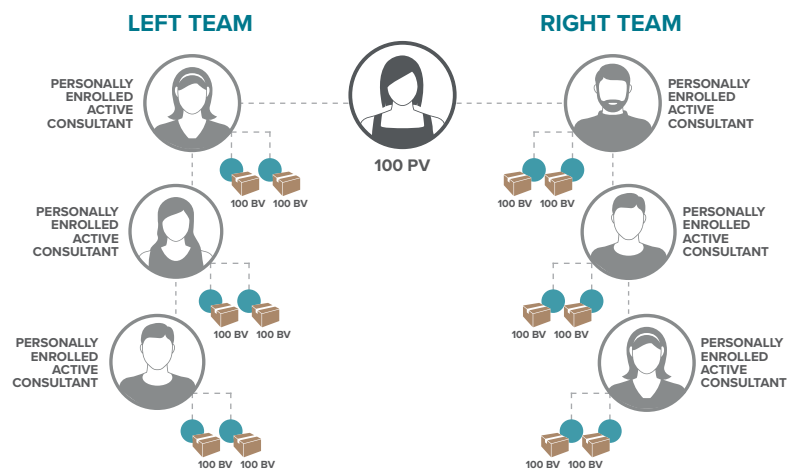 LEFT TEAM
RIGHT TEAM
PERSONALLY
ENROLLED
ACTIVE
CONSULTANT
100 PV
PERSONALLY
ENROLLED
ACTIVE
CONSULTANT
100 BV 100 BV
100 BV 100 BV
PERSONALLY
ENROLLED
ACTIVE
CONSULTANT
PERSONALLY
ENROLLED
ACTIVE
CONSULTANT
100 BV 100 BV
100 BV 100 BV
PERSONALLY
ENROLLED
ACTIVE
CONSULTANT
PERSONALLY
ENROLLED
ACTIVE
CONSULTANT
100 BV 100 BV
100 BV 100 BV